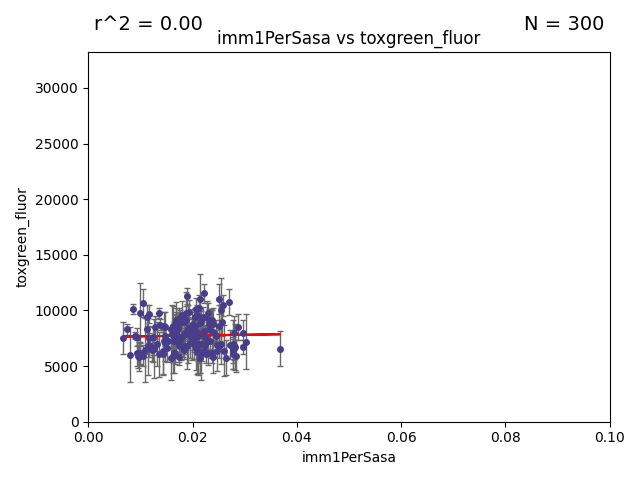 r^2 = 0.00
N = 300
imm1PerSasa vs toxgreen_fluor
toxgreen_fluor
30000
25000
20000
15000
10000
5000
0
0.00
0.02
0.04
0.06
0.08
0.10
imm1PerSasa